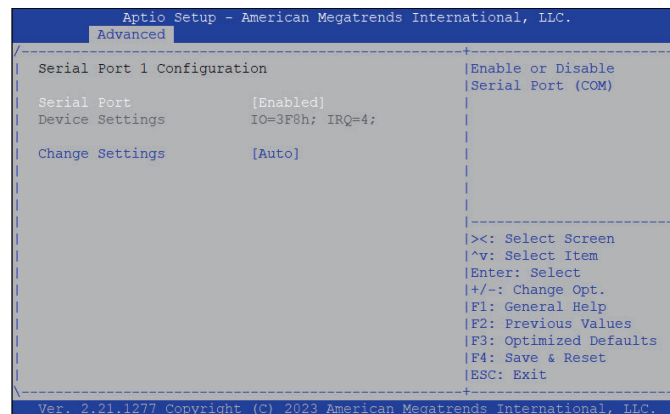 Aptio Setup - American Megatrends International, LLC.
Advanced
Serial Port 1 Configuration
Enable or Disable
Serial Port (COM)
Serial Port [Enabled]
Device Settings IO=3F8h; IRQ=4;
Change Settings [Auto]
><: Select Screen
^v: Select Item
Enter: Select
+/-: Change Opt.
F1: General Help
F2: Previous Values
F3: Optimized Defaults
F4: Save & Reset
ESC: Exit
Ver. 2.21.1277 Copyright (C) 2023 American Megatrends International, LLC.